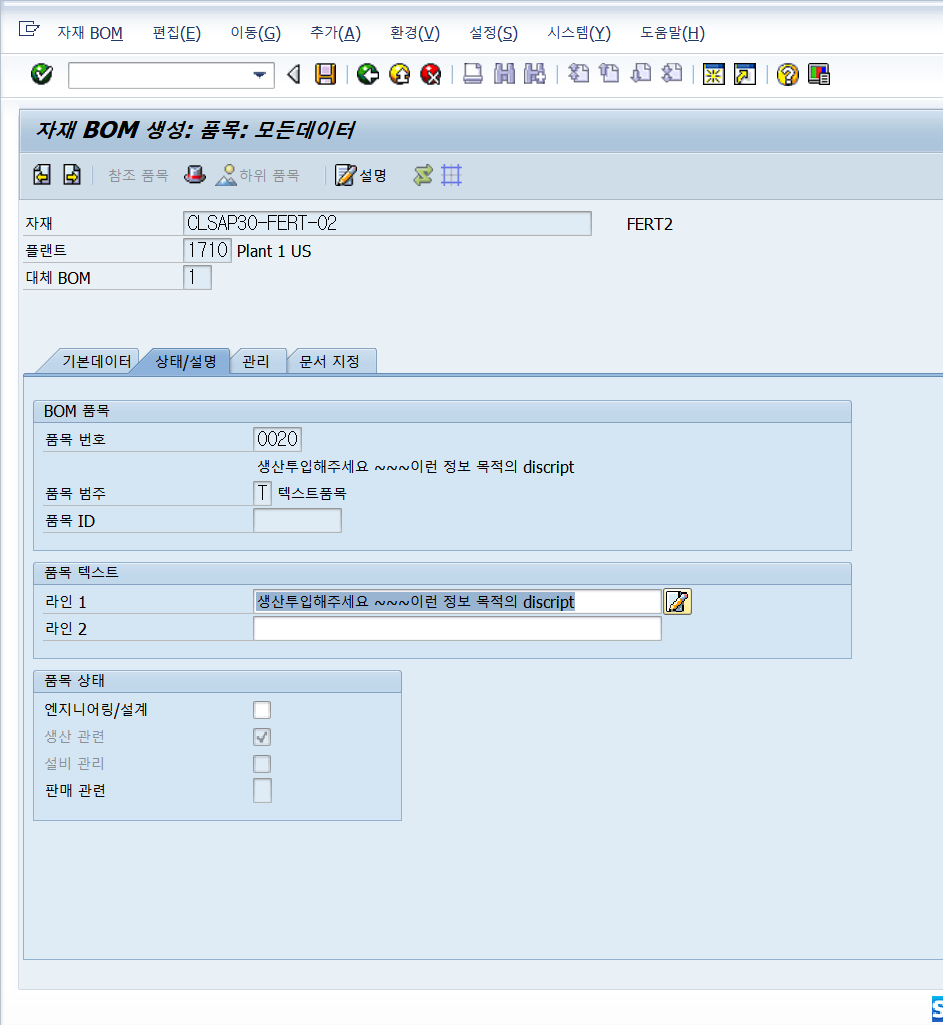 자재 BOM 편집(E) 이동(G) 추가(A) 환경(V) 설정(S) 시스템(Y) 도움말(H)
자재 BOM 생성: 품목: 모든데이터
참조 품목 하위 품목 설명
자재 CLSAP30-FERT-02 FERT2
플랜트 1710 Plant 1 US
대체 BOM 1
기본데이터 상태/설명 관리 문서 지정
BOM 품목
품목 번호 0020
생산투입해주세요 ~~~이런 정보 목적의 discript
품목 범주 T 텍스트품목
품목 ID
품목 텍스트
라인 1 생산투입해주세요 ~~~이런 정보 목적의 discript
라인 2
품목 상태
엔지니어링/설계
생산 관련
설비 관리
판매 관련